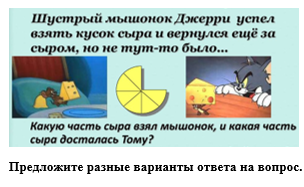 Шустрый мышонок Джерри успел
взять кусок сыра и вернулся ещё за
сыром, но не тут-то было...
Какую часть сыра взял мышонок, и какая часть
сыра досталась Тому?
Предложите разные варианты ответа на вопрос.